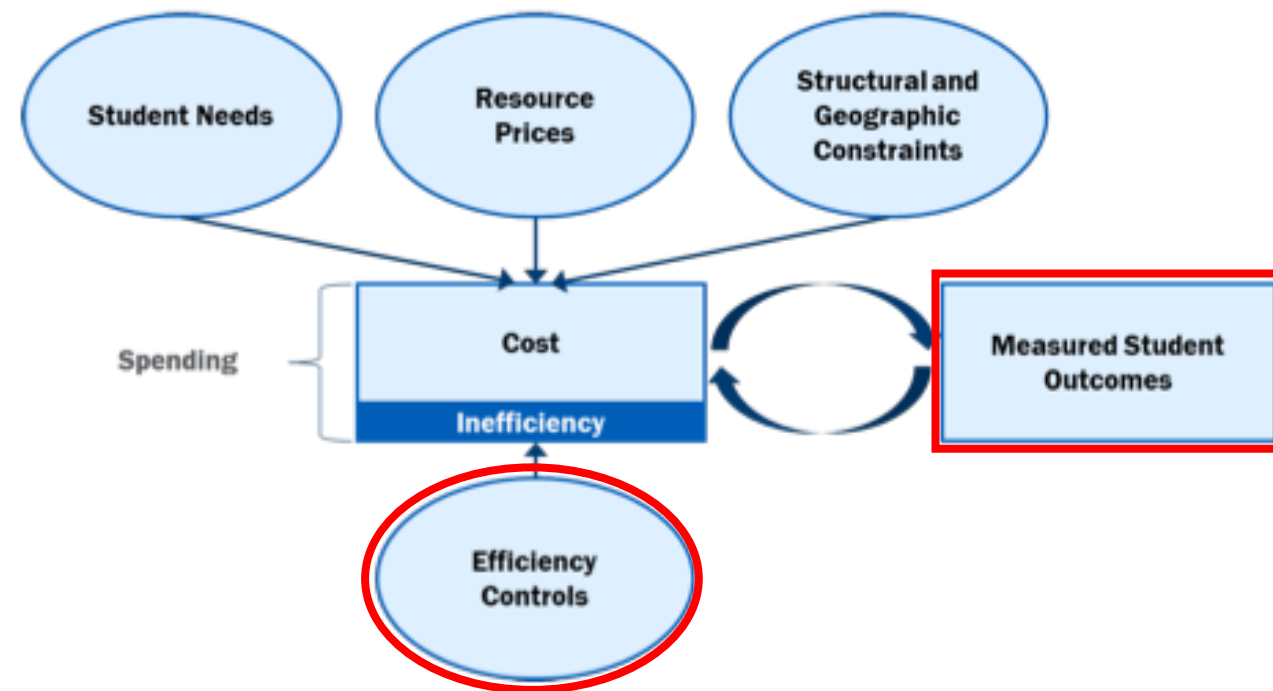 Student Needs
Resource
Prices
Structural and
Geographic
Constraints
Spending
Cost
Inefficiency
Measured Student
Outcomes
Efficiency
Controls